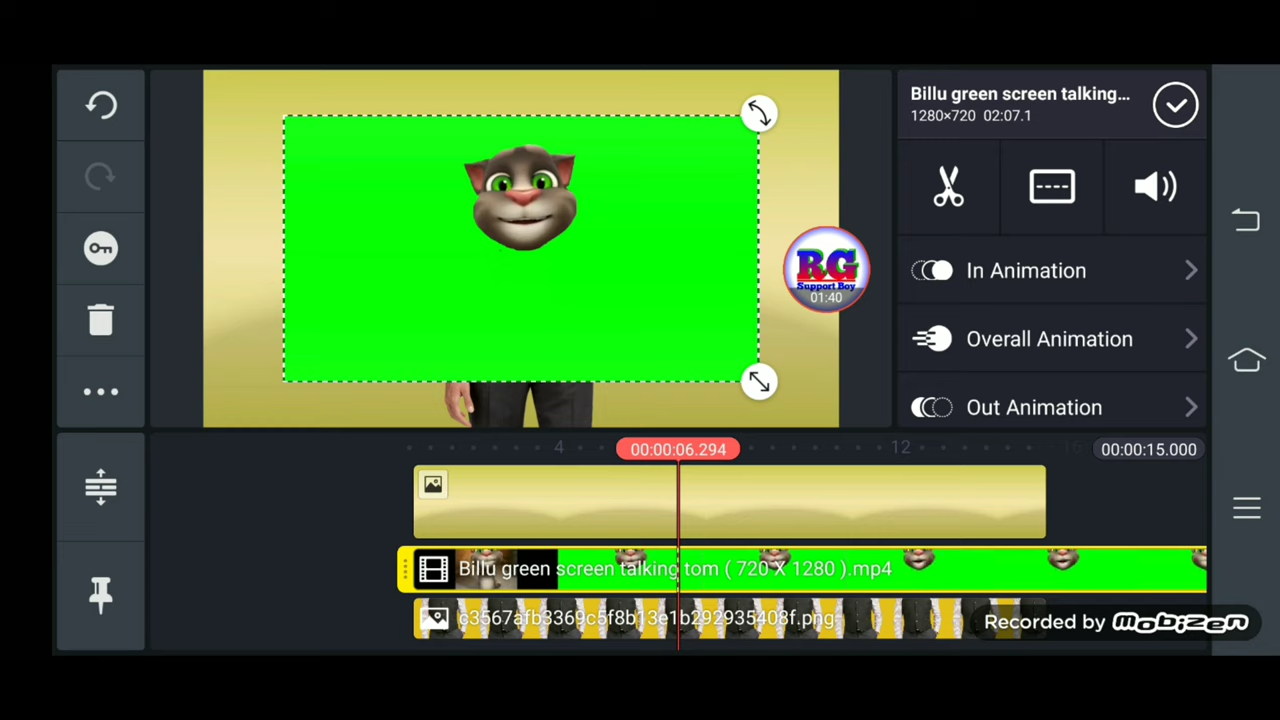 Billu green screen talking...
1280×720 02:07.1
In Animation
Overall Animation
Out Animation
RG
Support Boy
01:40
4
00:00:06.294
12
16
00:00:15.000
Billu green screen talking tom ( 720 X 1280 ).mp4
c3567afb3369c5f8b13e1b292935408f.png
Recorded by mobizen